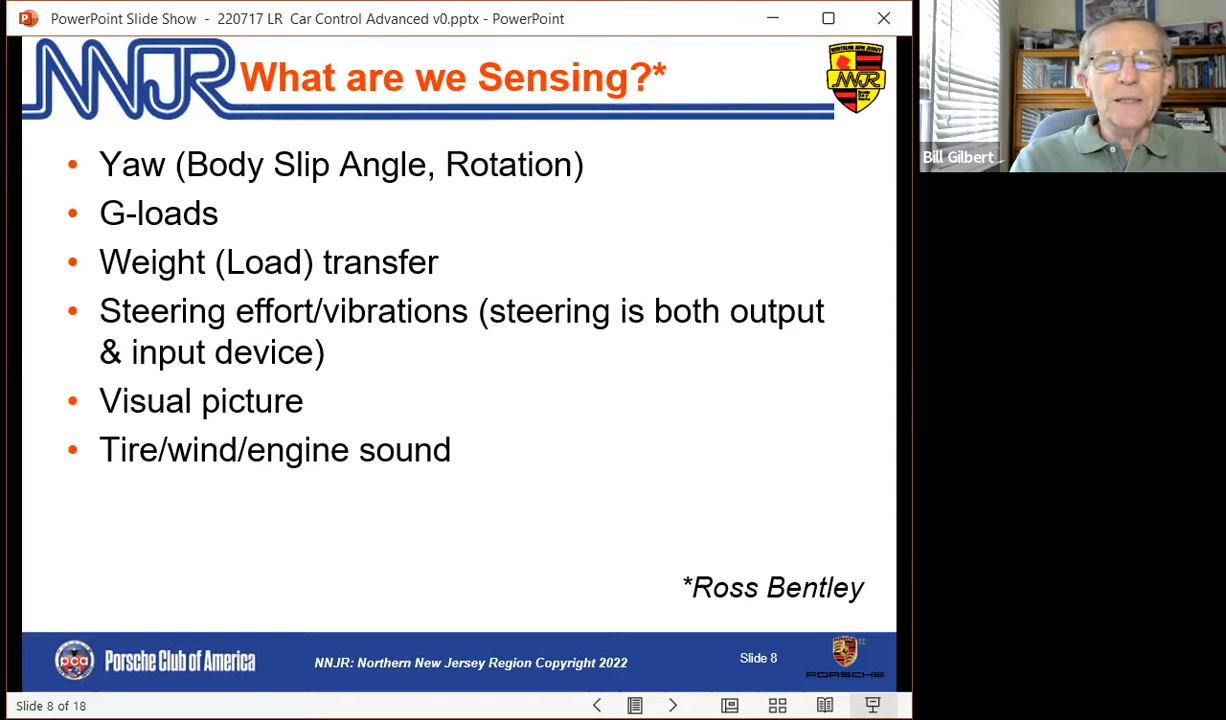 PowerPoint Slide Show - 220717 LR Car Control Advanced v0.pptx - PowerPoint
NNJR
What are we Sensing?*
NNJR
• Yaw (Body Slip Angle, Rotation)
• G-loads
• Weight (Load) transfer
• Steering effort/vibrations (steering is both output
& input device)
• Visual picture
• Tire/wind/engine sound
*Ross Bentley
pca
Porsche Club of America
NNJR: Northern New Jersey Region Copyright 2022
Slide 8
PORSCHE
Slide 8 of 18
Bill Gilbert